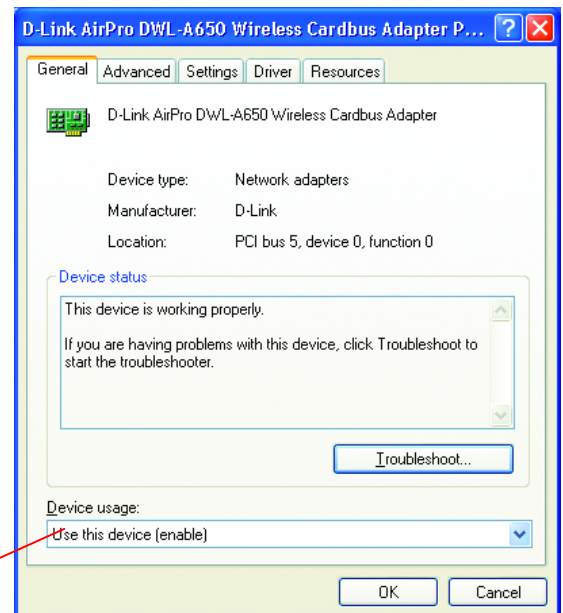 D-Link AirPro DWL-A650 Wireless Cardbus Adapter P...
General Advanced Settings Driver Resources
D-Link AirPro DWL-A650 Wireless Cardbus Adapter
Device type: Network adapters
Manufacturer: D-Link
Location: PCI bus 5, device 0, function 0
Device status
This device is working properly.
If you are having problems with this device, click Troubleshoot to
start the troubleshooter.
Troubleshoot...
Device usage:
Use this device (enable)
OK Cancel